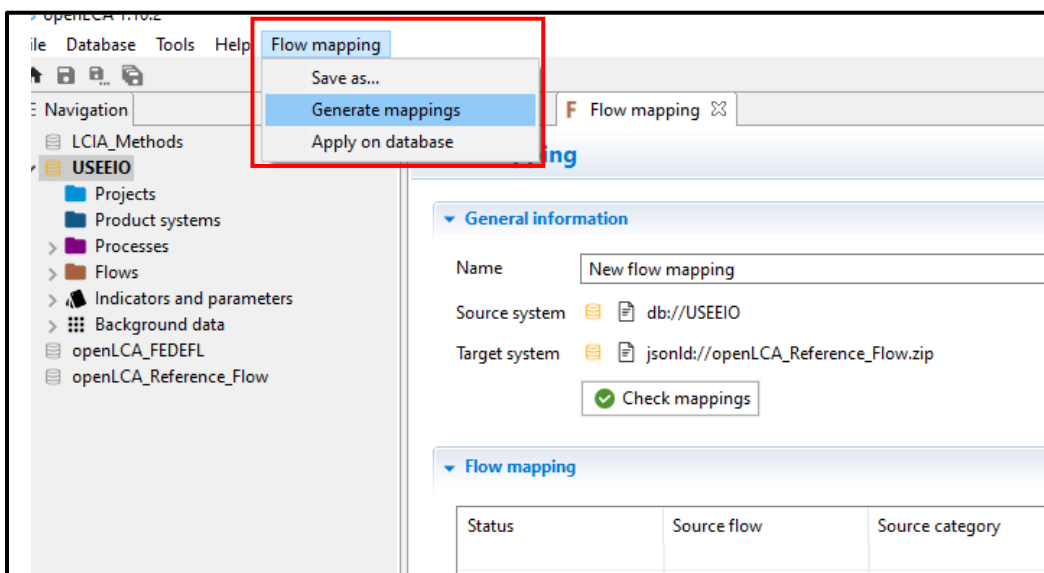 openLCA 1.10.2
ile Database Tools Help Flow mapping
Save as...
Generate mappings
Apply on database
Navigation
Flow mapping
ing
LCIA_Methods
USEEIO
Projects
Product systems
Processes
Flows
Indicators and parameters
Background data
openLCA_FEDEFL
openLCA_Reference_Flow
General information
Name New flow mapping
Source system db://USEEIO
Target system jsonld://openLCA_Reference_Flow.zip
Check mappings
Flow mapping
Status Source flow Source category